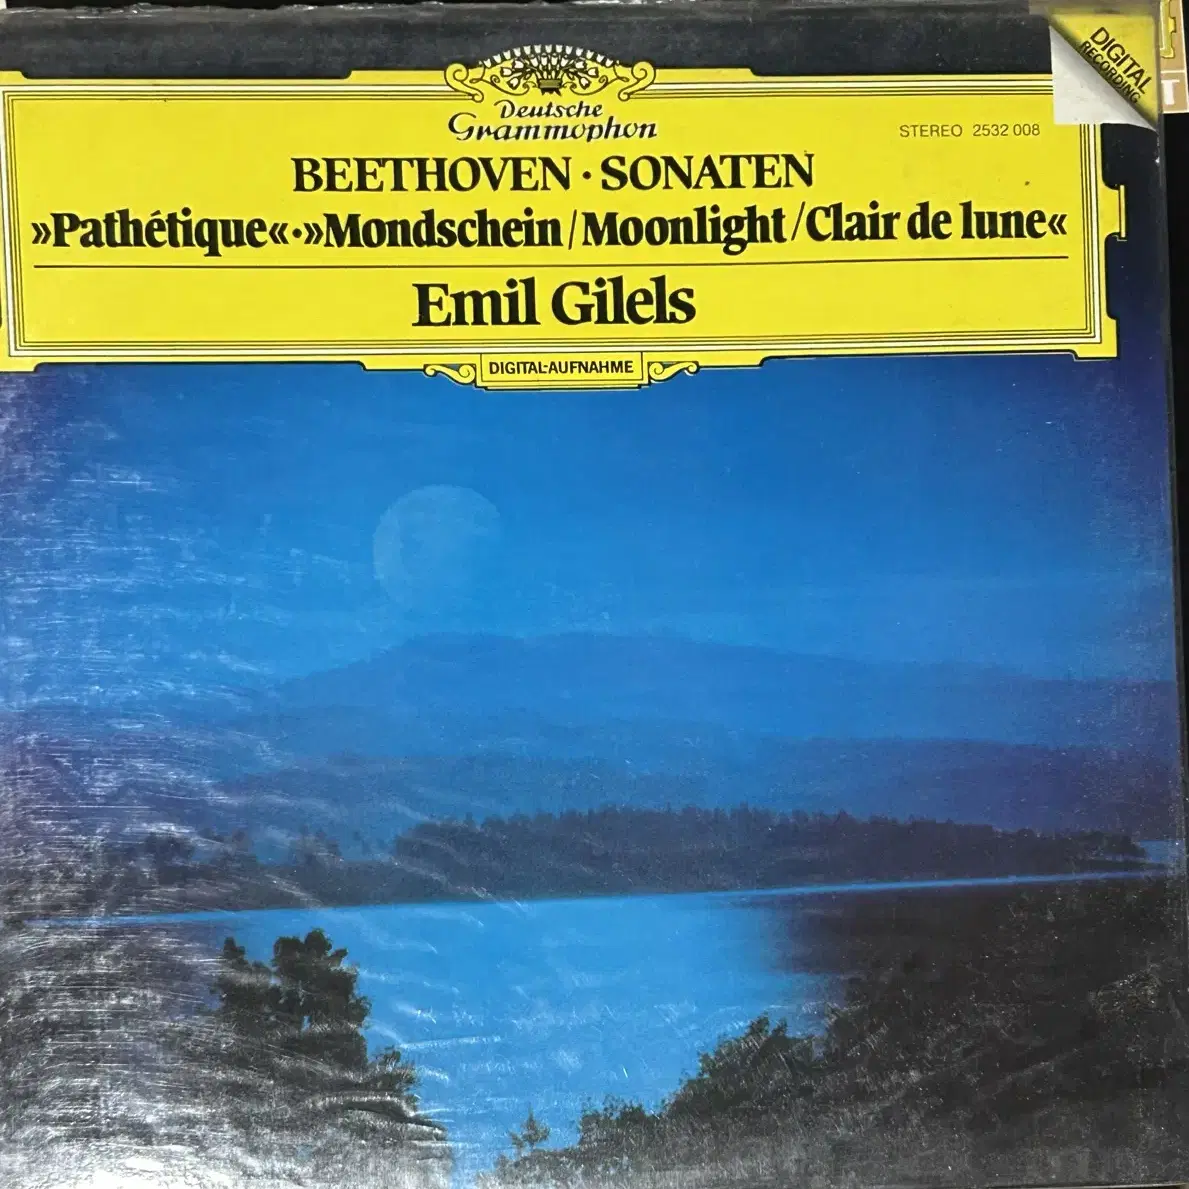 DIGITAL
RECORDING
Deutsche
Grammophon
STEREO 2532 008
BEETHOVEN · SONATEN
»Pathétique«·»Mondschein/Moonlight/Clair de lune«
Emil Gilels
DIGITAL-AUFNAHME
T